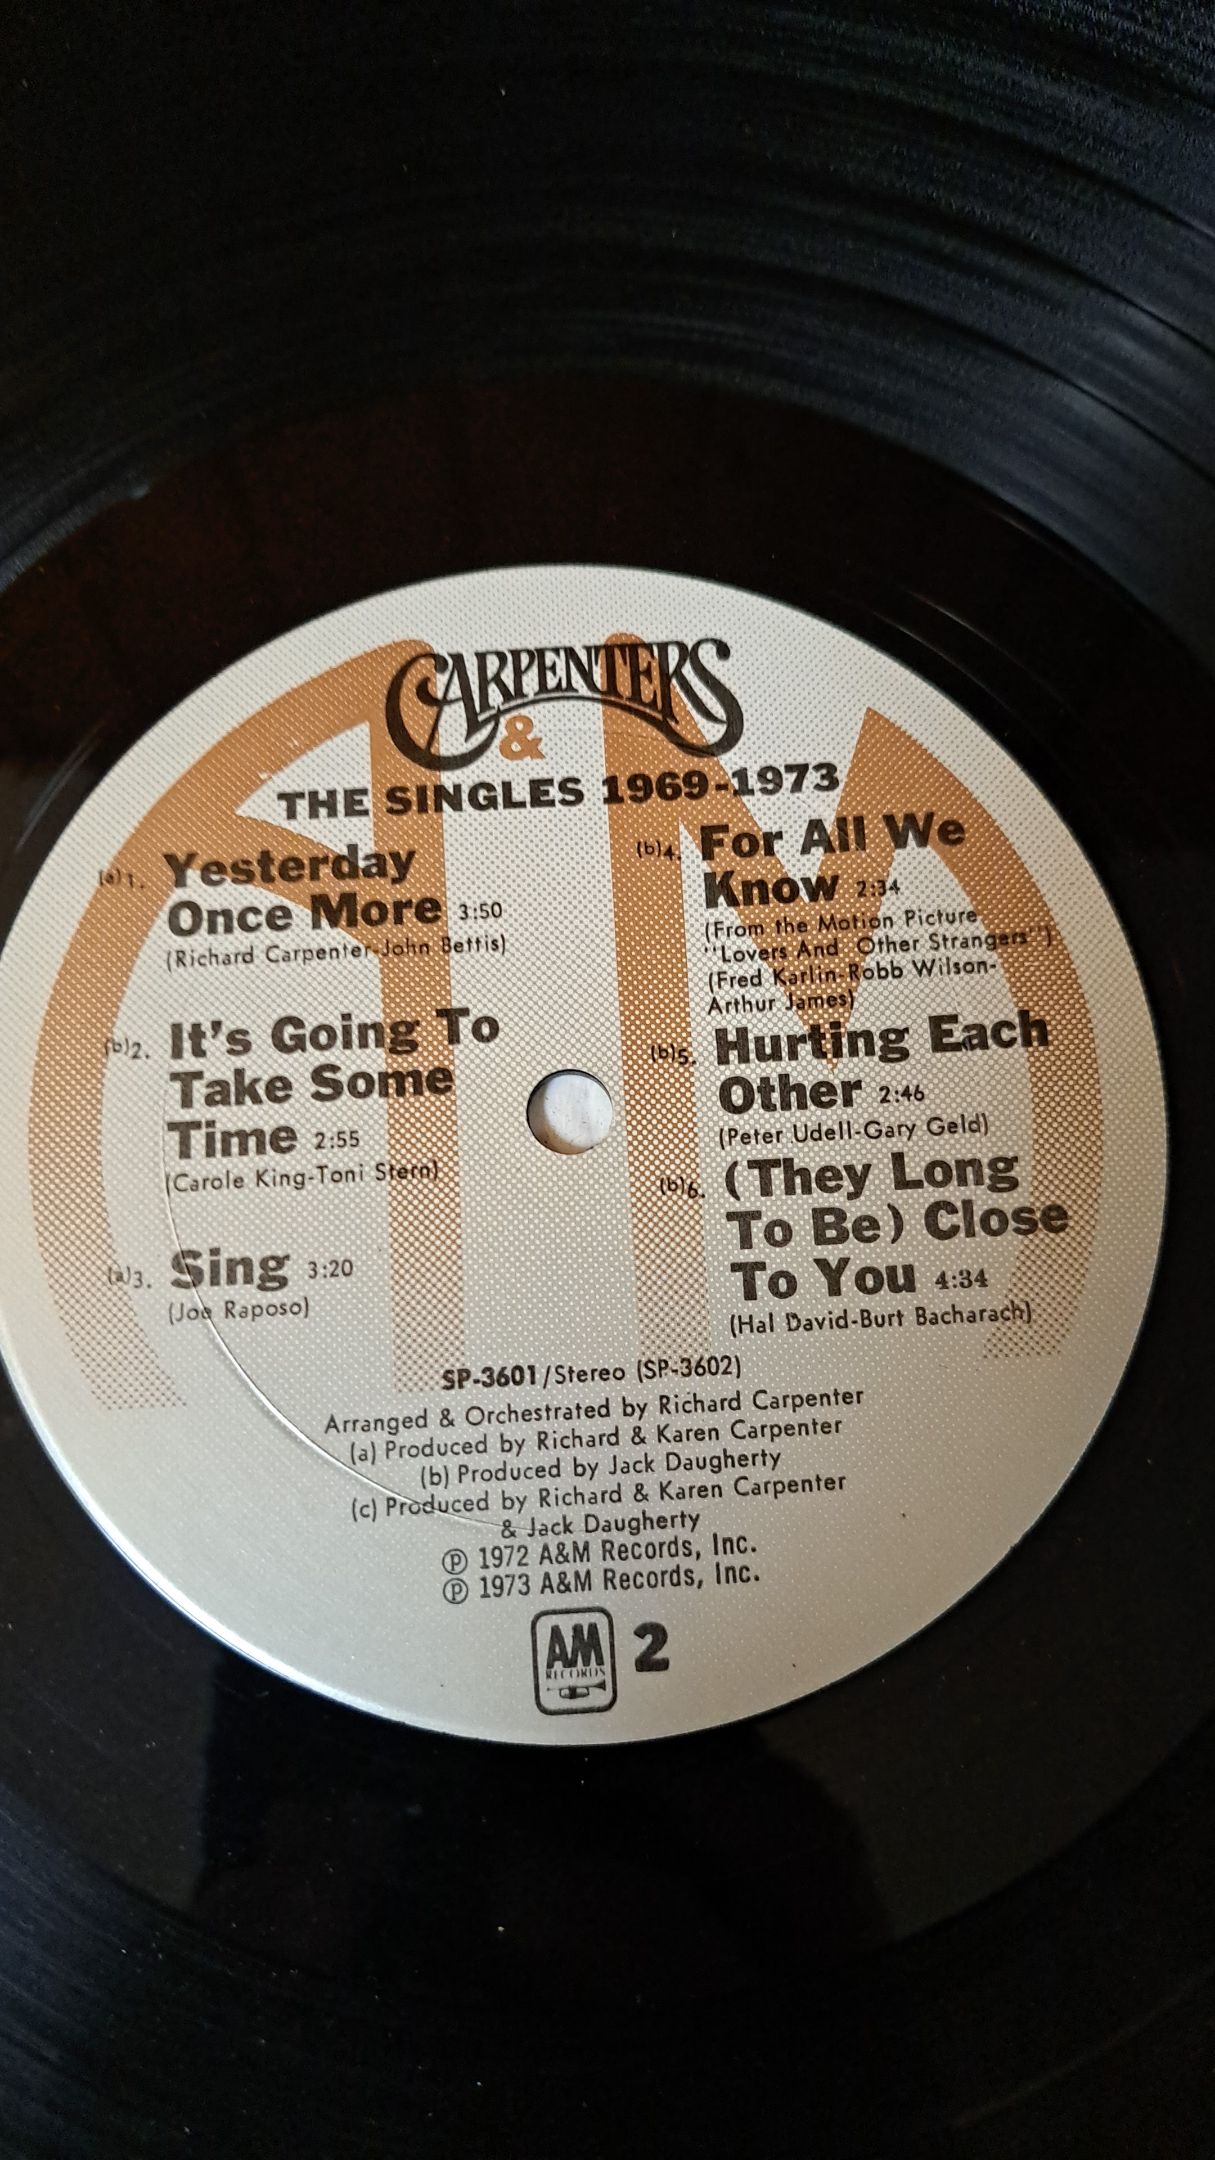 CARPENTERS
&
THE SINGLES 1969-1973
(a)1. Yesterday
Once More 3:50
(Richard Carpenter-John Bettis)
(b)2. It's Going To
Take Some
Time 2:55
(Carole King-Toni Stern)
(a)3. Sing 3:20
(Joe Raposo)
(b)4. For All We
Know 2:34
(From the Motion Picture
"Lovers And Other Strangers")
(Fred Karlin-Robb Wilson-
Arthur James)
(b)5. Hurting Each
Other 2:46
(Peter Udell-Gary Geld)
(b)6. (They Long
To Be) Close
To You 4:34
(Hal David-Burt Bacharach)
SP-3601/Stereo (SP-3602)
Arranged & Orchestrated by Richard Carpenter
(a) Produced by Richard & Karen Carpenter
(b) Produced by Jack Daugherty
(c) Produced by Richard & Karen Carpenter
& Jack Daugherty
℗ 1972 A&M Records, Inc.
℗ 1973 A&M Records, Inc.
AM
RECORDS
2